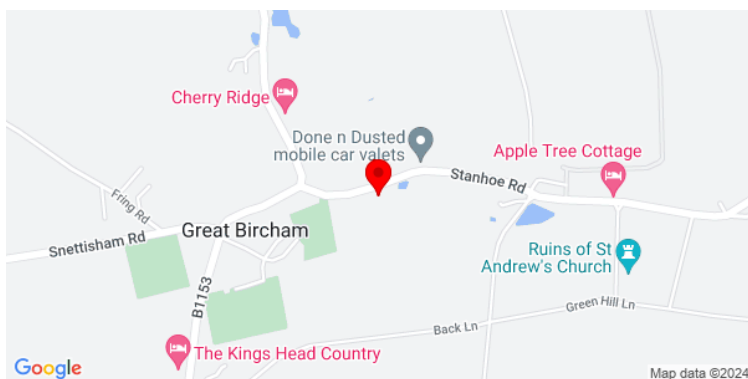 Cherry Ridge
Done n Dusted
mobile car valets
Apple Tree Cottage
Stanhoe Rd
Fring Rd
Snettisham Rd
Great Bircham
Ruins of St
Andrew's Church
B1153
Green Hill Ln
Back Ln
The Kings Head Country
Google
Map data ©2024